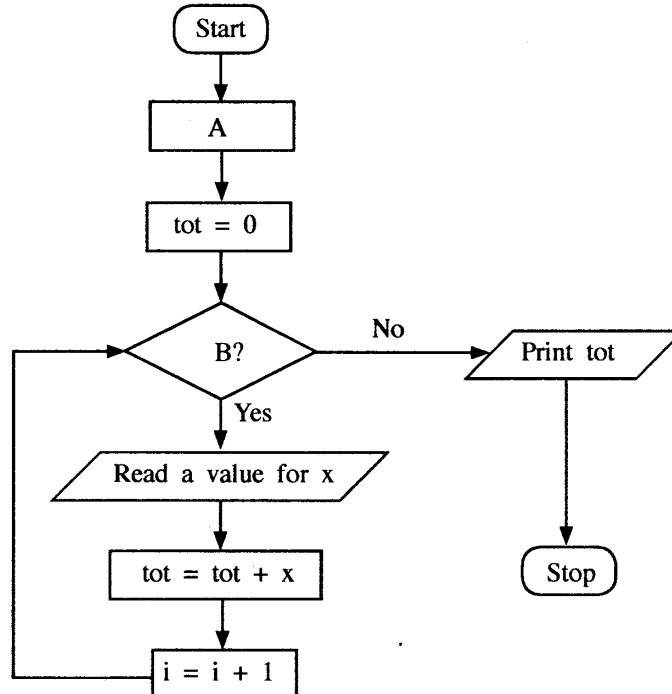 Start
A
tot = 0
B?
No
Print tot
Yes
Read a value for x
tot = tot + x
Stop
i = i + 1